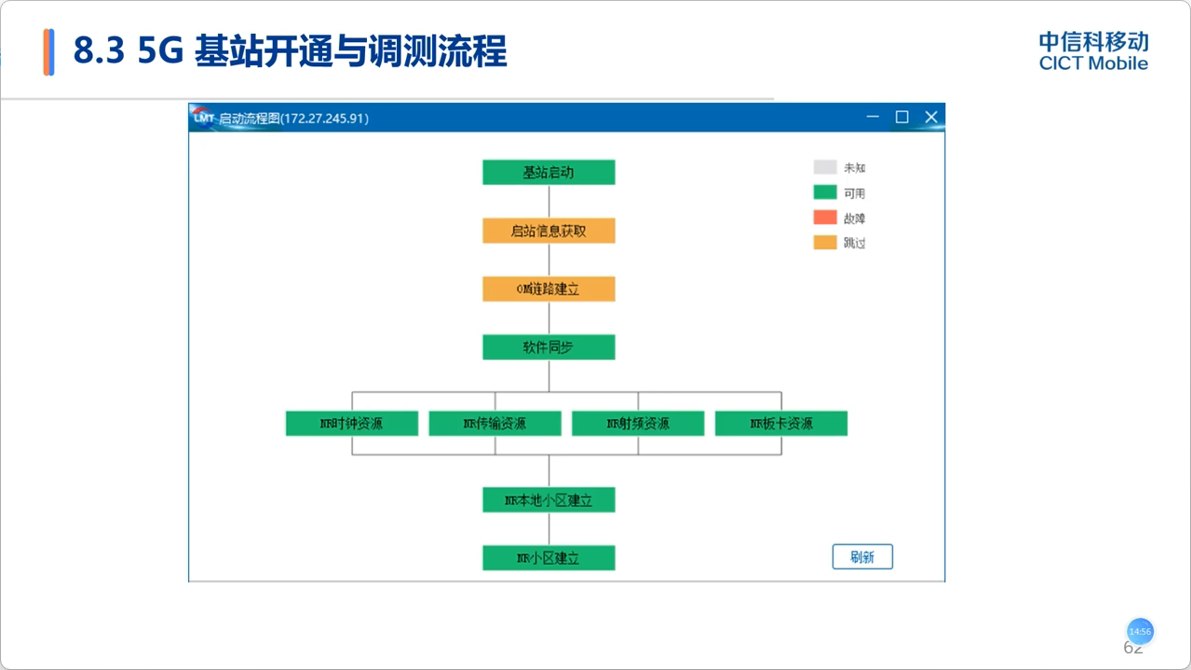 8.3 5G 基站开通与调测流程
中信科移动
CICT Mobile
LMT 启动流程图(172.27.245.91)
基站启动
未知
可用
启站信息获取
故障
跳过
OM链路建立
软件同步
NR时钟资源 NR传输资源 NR射频资源 NR板卡资源
NR本地小区建立
NR小区建立
刷新
14:56
62